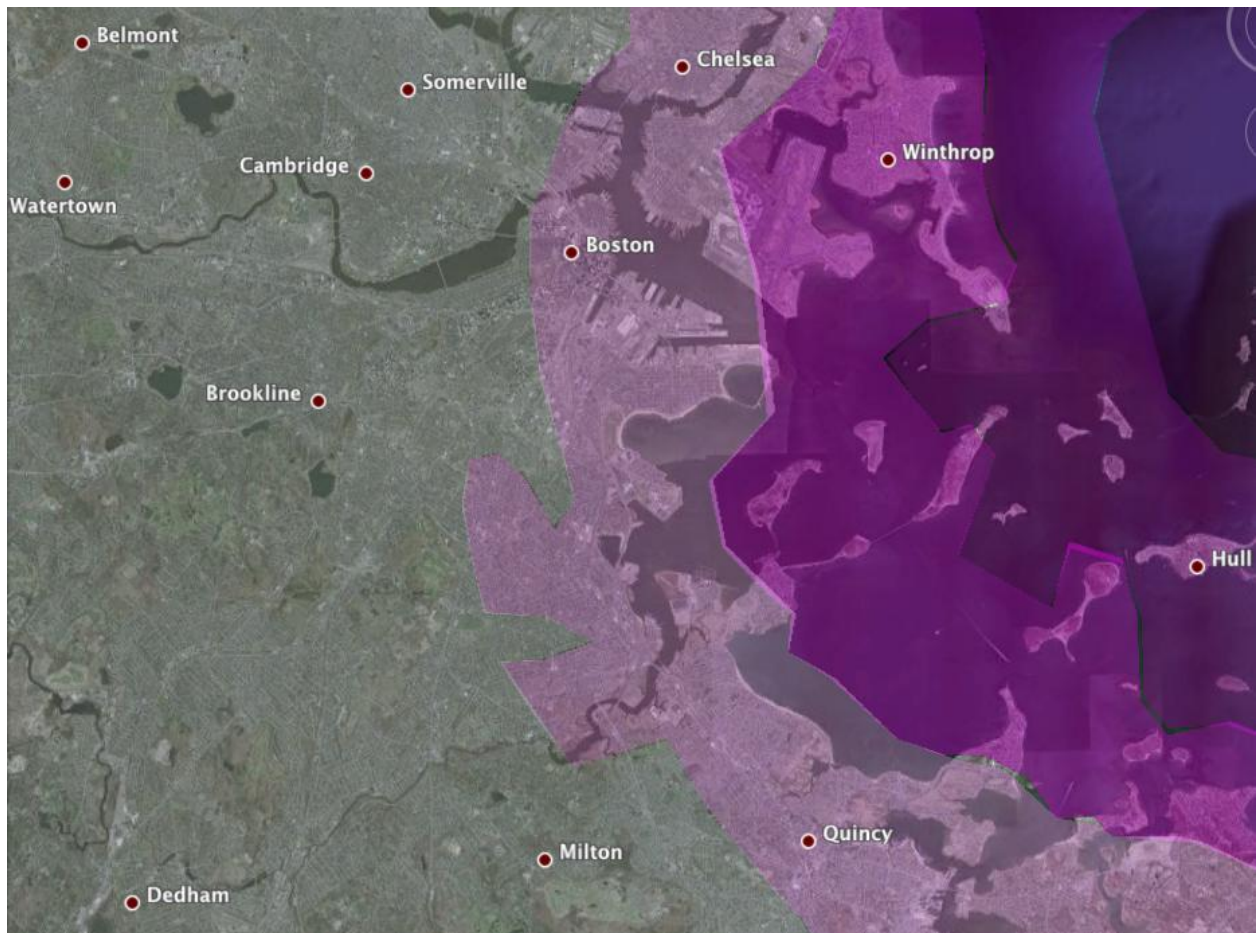 Belmont
Chelsea
Somerville
Winthrop
Cambridge
Watertown
Boston
Brookline
Hull
Quincy
Milton
Dedham